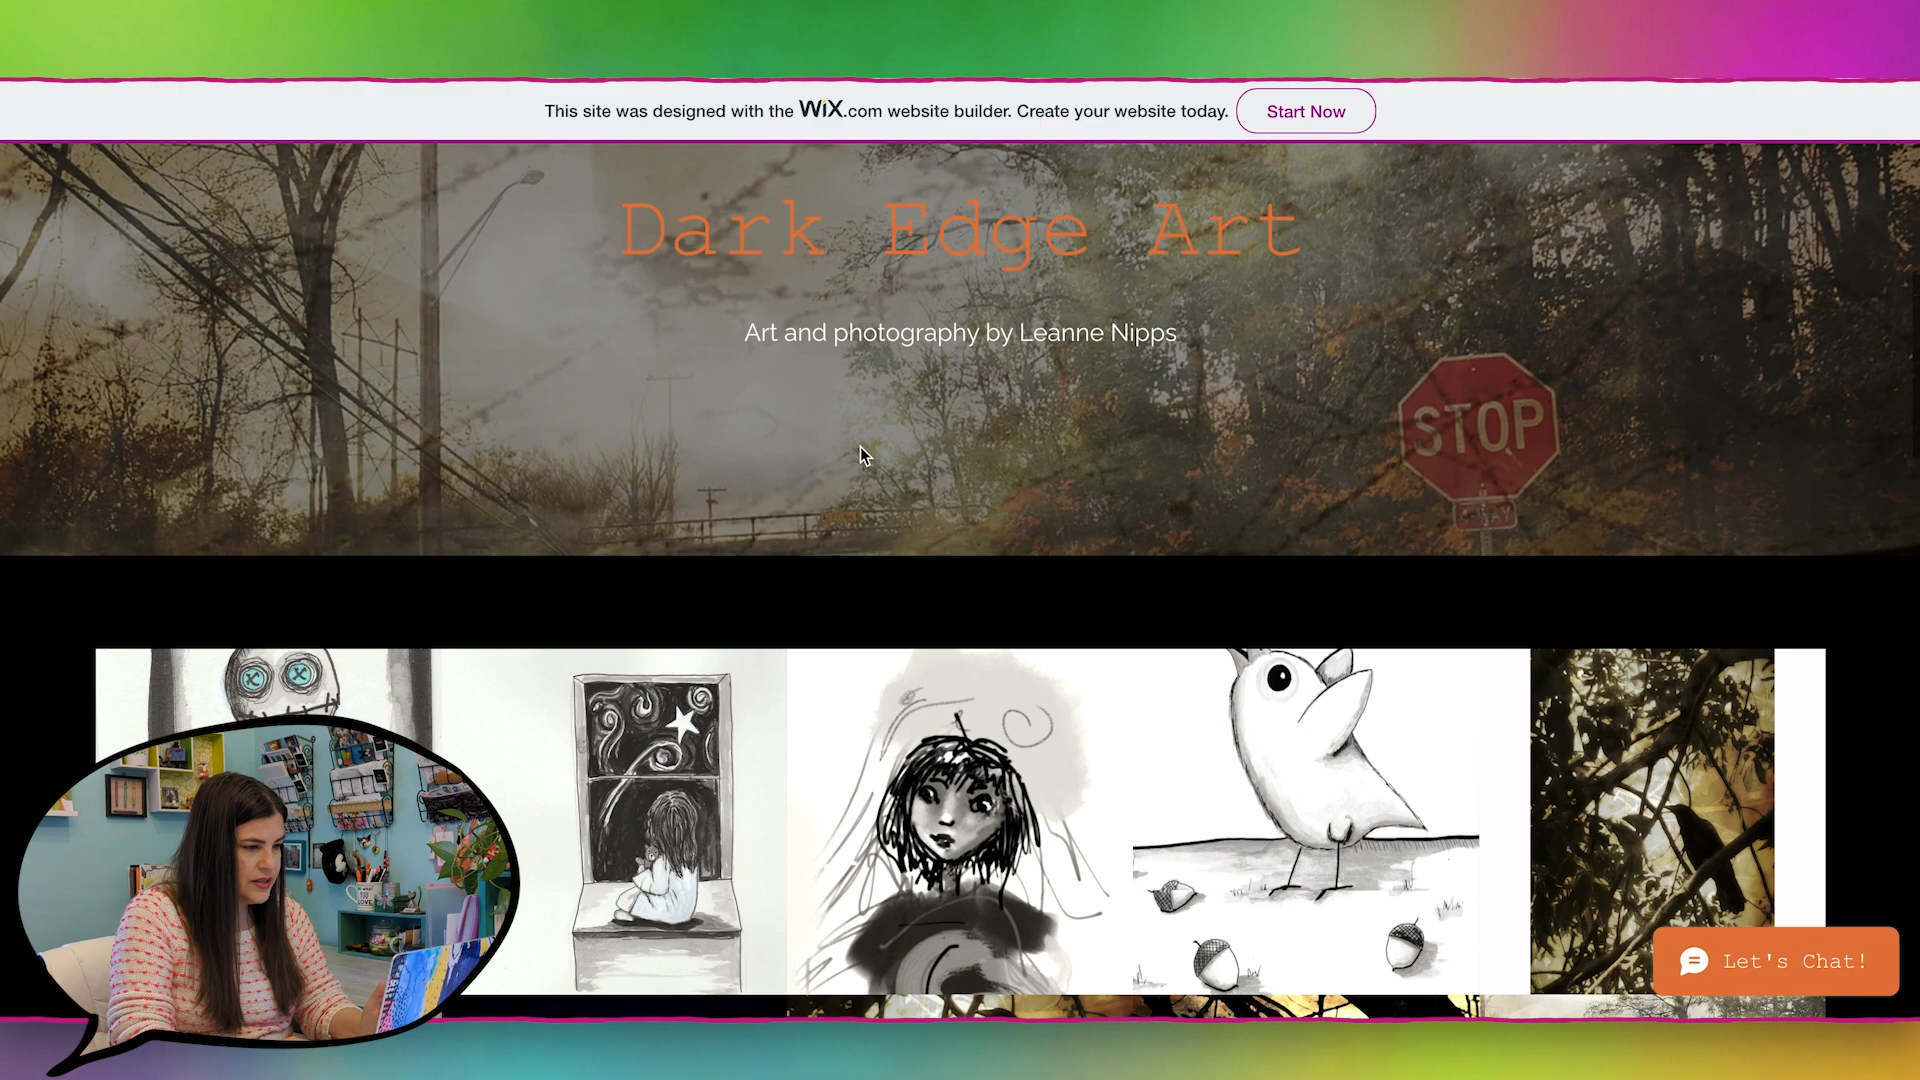 This site was designed with the WiX.com website builder. Create your website today. Start Now
Dark Edge Art
Art and photography by Leanne Nipps
STOP
Let's Chat!